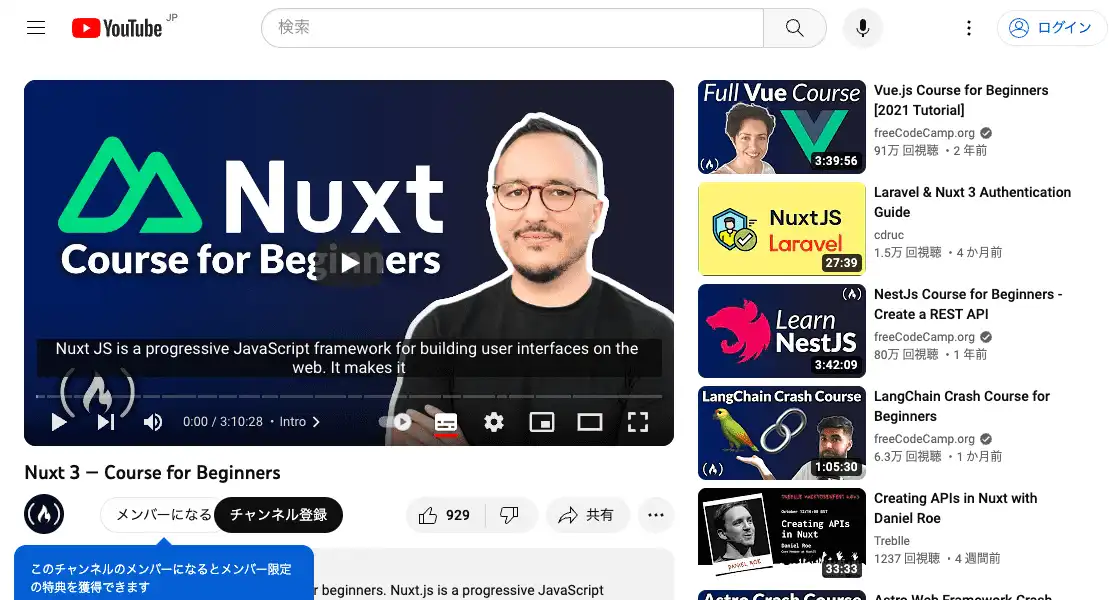 YouTube JP
検索
ログイン
Nuxt
Course for Beginners
Nuxt JS is a progressive JavaScript framework for building user interfaces on the
web. It makes it
0:00 / 3:10:28 • Intro
Nuxt 3 — Course for Beginners
メンバーになる
チャンネル登録
929
共有
このチャンネルのメンバーになるとメンバー限定
の特典を獲得できます
r beginners. Nuxt.js is a progressive JavaScript
Full Vue Course
3:39:56
Vue.js Course for Beginners
[2021 Tutorial]
freeCodeCamp.org
91万 回視聴 ・2 年前
NuxtJS
Laravel
27:39
Laravel & Nuxt 3 Authentication
Guide
cdruc
1.5万 回視聴 ・4 か月前
Learn
NestJS
3:42:09
NestJs Course for Beginners -
Create a REST API
freeCodeCamp.org
80万 回視聴 ・1 年前
LangChain Crash Course
1:05:30
LangChain Crash Course for
Beginners
freeCodeCamp.org
6.3万 回視聴 ・1 か月前
TREBLLE HACKTOBERFEST
Creating APIs
in Nuxt
Daniel Roe
DANIEL ROE
33:33
Creating APIs in Nuxt with
Daniel Roe
Treblle
1237 回視聴 ・4 週間前
Astro Crash Course
Astro Web Framework Crash